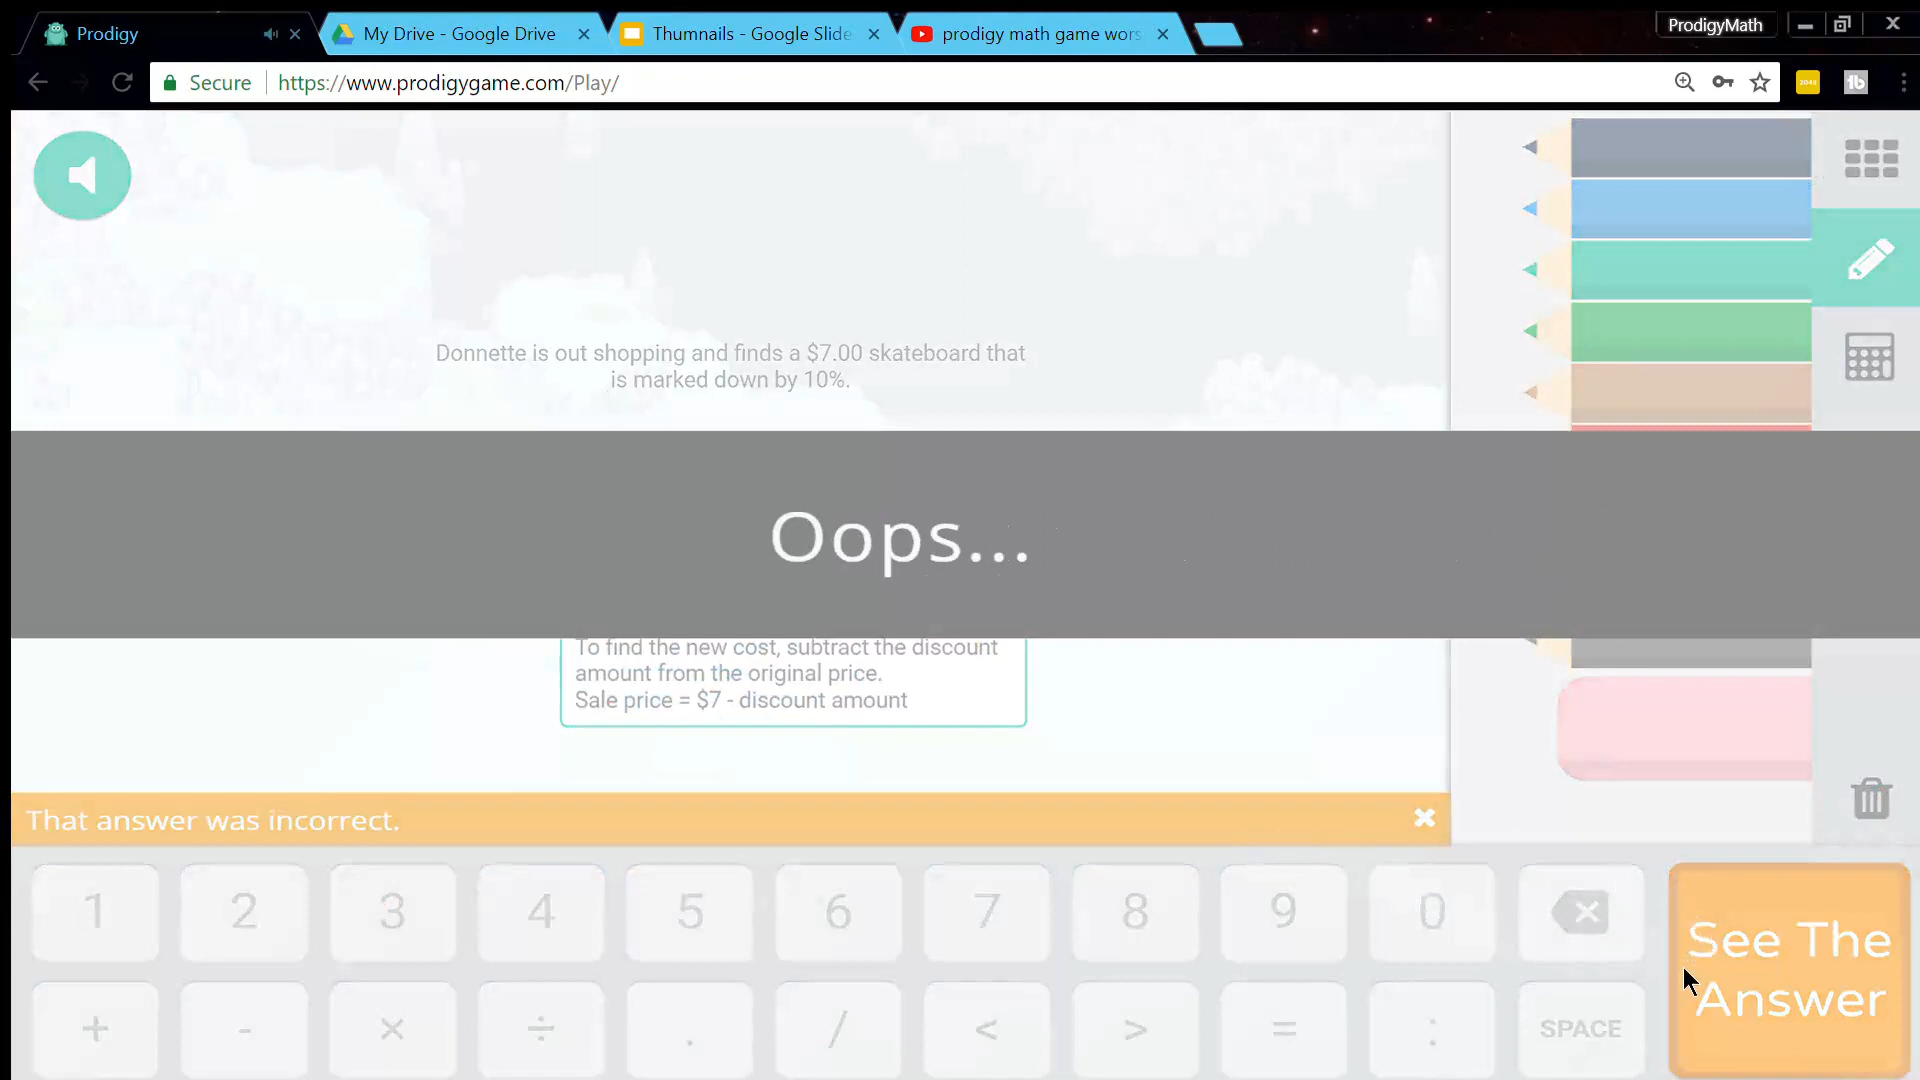 Prodigy
My Drive - Google Drive
Thumnails - Google Slide
prodigy math game wors
ProdigyMath
Secure
https://www.prodigygame.com/Play/
2048
tb
Donnette is out shopping and finds a $7.00 skateboard that
is marked down by 10%.
Oops...
To find the new cost, subtract the discount
amount from the original price.
Sale price = $7 - discount amount
That answer was incorrect.
1 2 3 4 5 6 7 8 9 0
See The
Answer
+ - × ÷ . / < > = : SPACE